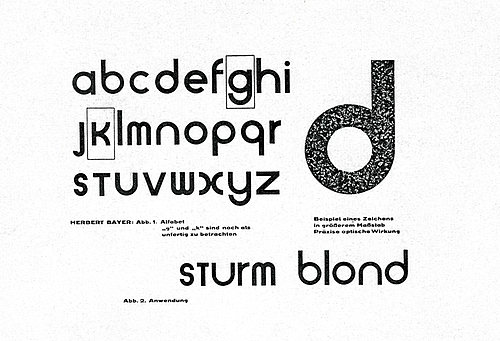 abcdefghi
jklmnopqr
sTUVWXyZ
d
HERBERT BAYER: Abb. 1. Alfabet
„g" und „k" sind noch als
unfertig zu betrachten
Beispiel eines Zeichens
in größerem Maßstab
Präzise optische Wirkung
sturm blond
Abb. 2. Anwendung